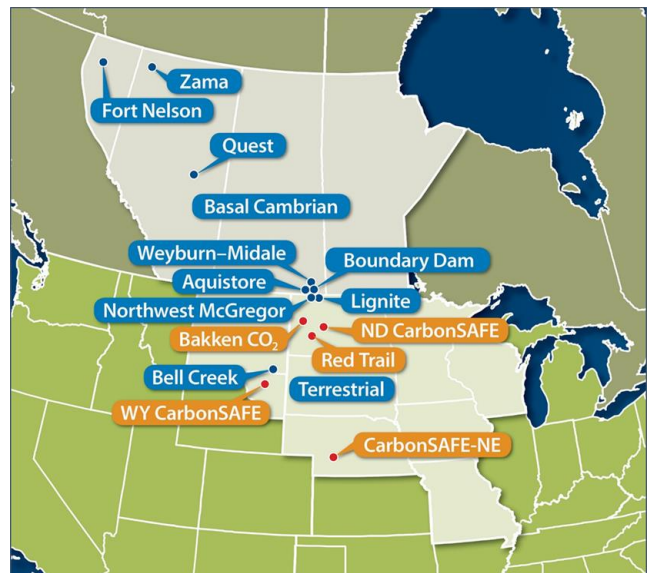 Zama
Fort Nelson
Quest
Basal Cambrian
Weyburn–Midale
Boundary Dam
Aquistore
Northwest McGregor
Lignite
Bakken CO₂
ND CarbonSAFE
Red Trail
Bell Creek
Terrestrial
WY CarbonSAFE
CarbonSAFE-NE